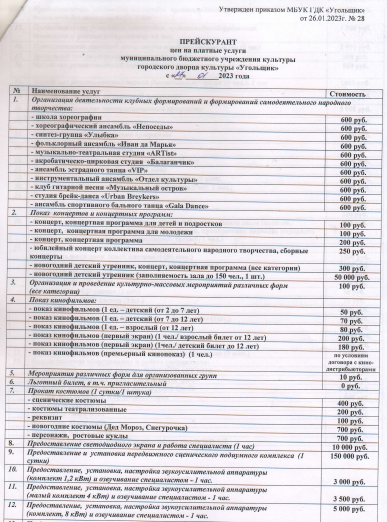 Утвержден приказом МБУК ГДК «Угольщик»
от 26.01.2023г. № 28
ПРЕЙСКУРАНТ
цен на платные услуги
муниципального бюджетного учреждения культуры
городского дворца культуры «Угольщик»
с 01 2023 года
№ Наименование услуг Стоимость
1. Организация деятельности клубных формирований и формирований самодеятельного народного
творчества:
- школа хореографии 600 руб.
- хореографический ансамбль «Непоседы» 600 руб.
- синтез-группа «Улыбка» 600 руб.
- фольклорный ансамбль «Иван да Марья» 600 руб.
- музыкально-театральная студия «ARTist» 600 руб.
- акробатическо-цирковая студия «Балаганчик» 600 руб.
- ансамбль эстрадного танца «VIP» 600 руб.
- инструментальный ансамбль «Отдел культуры» 600 руб.
- клуб гитарной песни «Музыкальный остров» 600 руб.
- студия брейк-данса «Urban Breykers» 600 руб.
- ансамбль спортивного бального танца «Gala Dance» 600 руб.
2. Показ концертов и концертных программ:
- концерт, концертная программа для детей и подростков 100 руб.
- концерт, концертная программа для молодежи 100 руб.
- концерт, концертная программа 200 руб.
- юбилейный концерт коллектива самодеятельного народного творчества, сборные 250 руб.
концерты
- новогодний детский утренник, концерт, концертная программа (все категории) 300 руб.
- новогодний детский утренник (наполняемость зала до 150 чел., 1 шт.) 50 000 руб.
3. Организация и проведение культурно-массовых мероприятий различных форм 100 руб.
(все категории)
4. Показ кинофильмов:
- показ кинофильмов (1 ед. – детский (от 2 до 7 лет) 50 руб.
- показ кинофильмов (1 ед. – детский (от 7 до 12 лет) 70 руб.
- показ кинофильмов (1 ед. – взрослый (от 12 лет) 80 руб.
- показ кинофильмов (первый экран) (1 чел./ взрослый билет от 12 лет) 200 руб.
- показ кинофильмов (первый экран) (1чел./ детский билет до 12 лет) 180 руб.
- показ кинофильмов (премьерный кинопоказ) (1 чел.) по условиям
договора с кино-
дистрибьюторами
5. Мероприятия различных форм для организованных групп 10 руб.
6. Льготный билет, в т.ч. пригласительный 0 руб.
7. Прокат костюмов (1 сутки/1 штука)
- сценические костюмы 400 руб.
- костюмы театрализованные 200 руб.
- реквизит 100 руб.
- новогодние костюмы (Дед Мороз, Снегурочка) 700 руб.
- персонажи, ростовые куклы 700 руб.
8. Предоставление светодиодного экрана и работа специалиста (1 час) 10 000 руб.
9. Предоставление и установка передвижного сценического подиумного комплекса (1 150 000 руб.
сутки)
10. Предоставление, установка, настройка звукоусилительной аппаратуры
(комплект 1,2 кВт) и озвучивание специалистом - 1 час. 3 000 руб.
11. Предоставление, установка, настройка звукоусилительной аппаратуры
(малый комплект 4 кВт) и озвучивание специалистом - 1 час. 3 500 руб.
12. Предоставление, установка, настройка звукоусилительной аппаратуры 5 000 руб.
(комплект, 8 кВт) и озвучивание специалистом - 1 час.